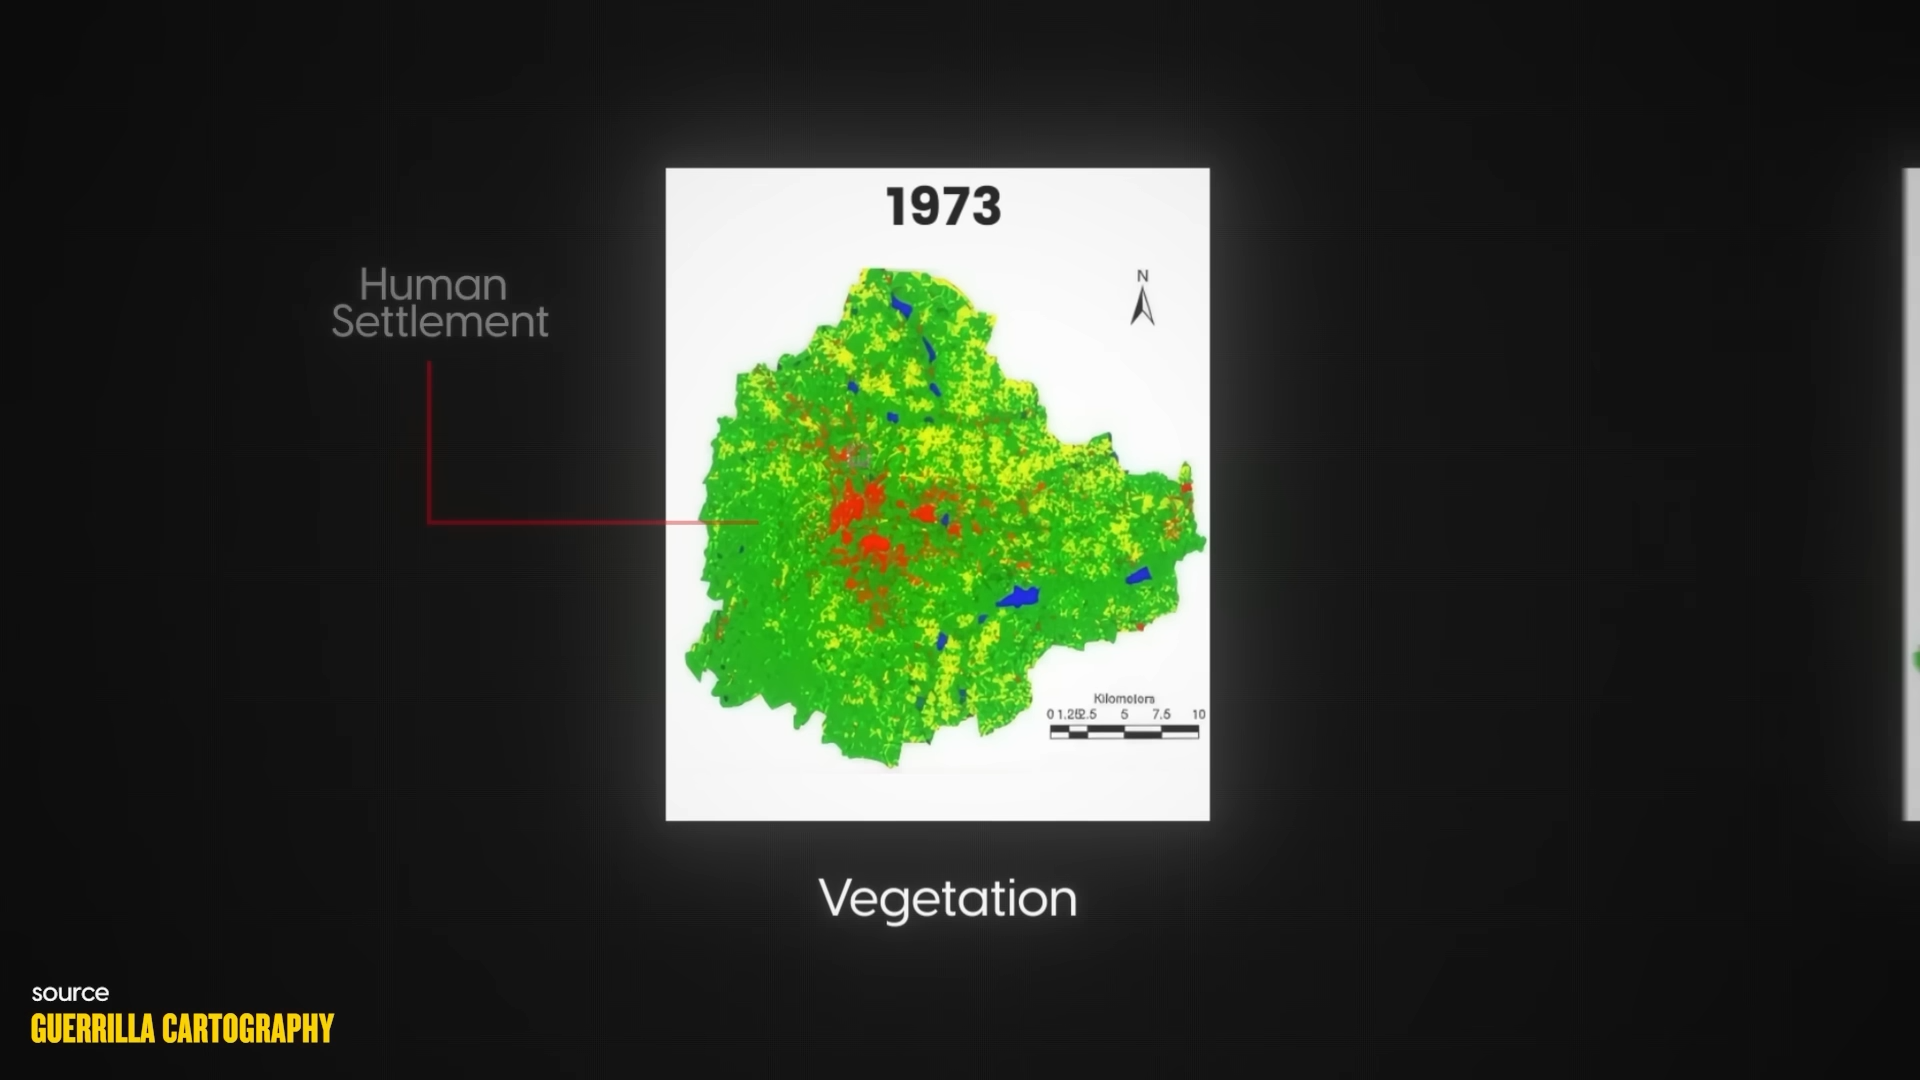 1973
N
Human
Settlement
Kilometers
0 1.25 2.5 5 7.5 10
Vegetation
source
GUERRILLA CARTOGRAPHY